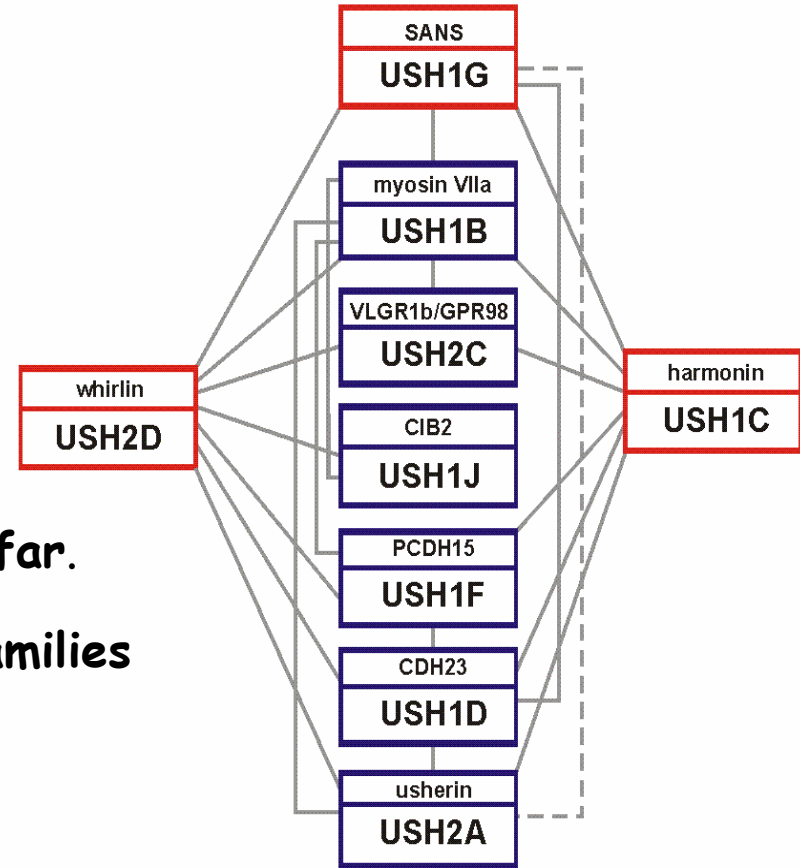 SANS
USH1G
myosin VIIa
USH1B
VLGR1b/GPR98
USH2C
whirlin
USH2D
harmonin
USH1C
CIB2
USH1J
PCDH15
USH1F
CDH23
USH1D
usherin
USH2A
far.